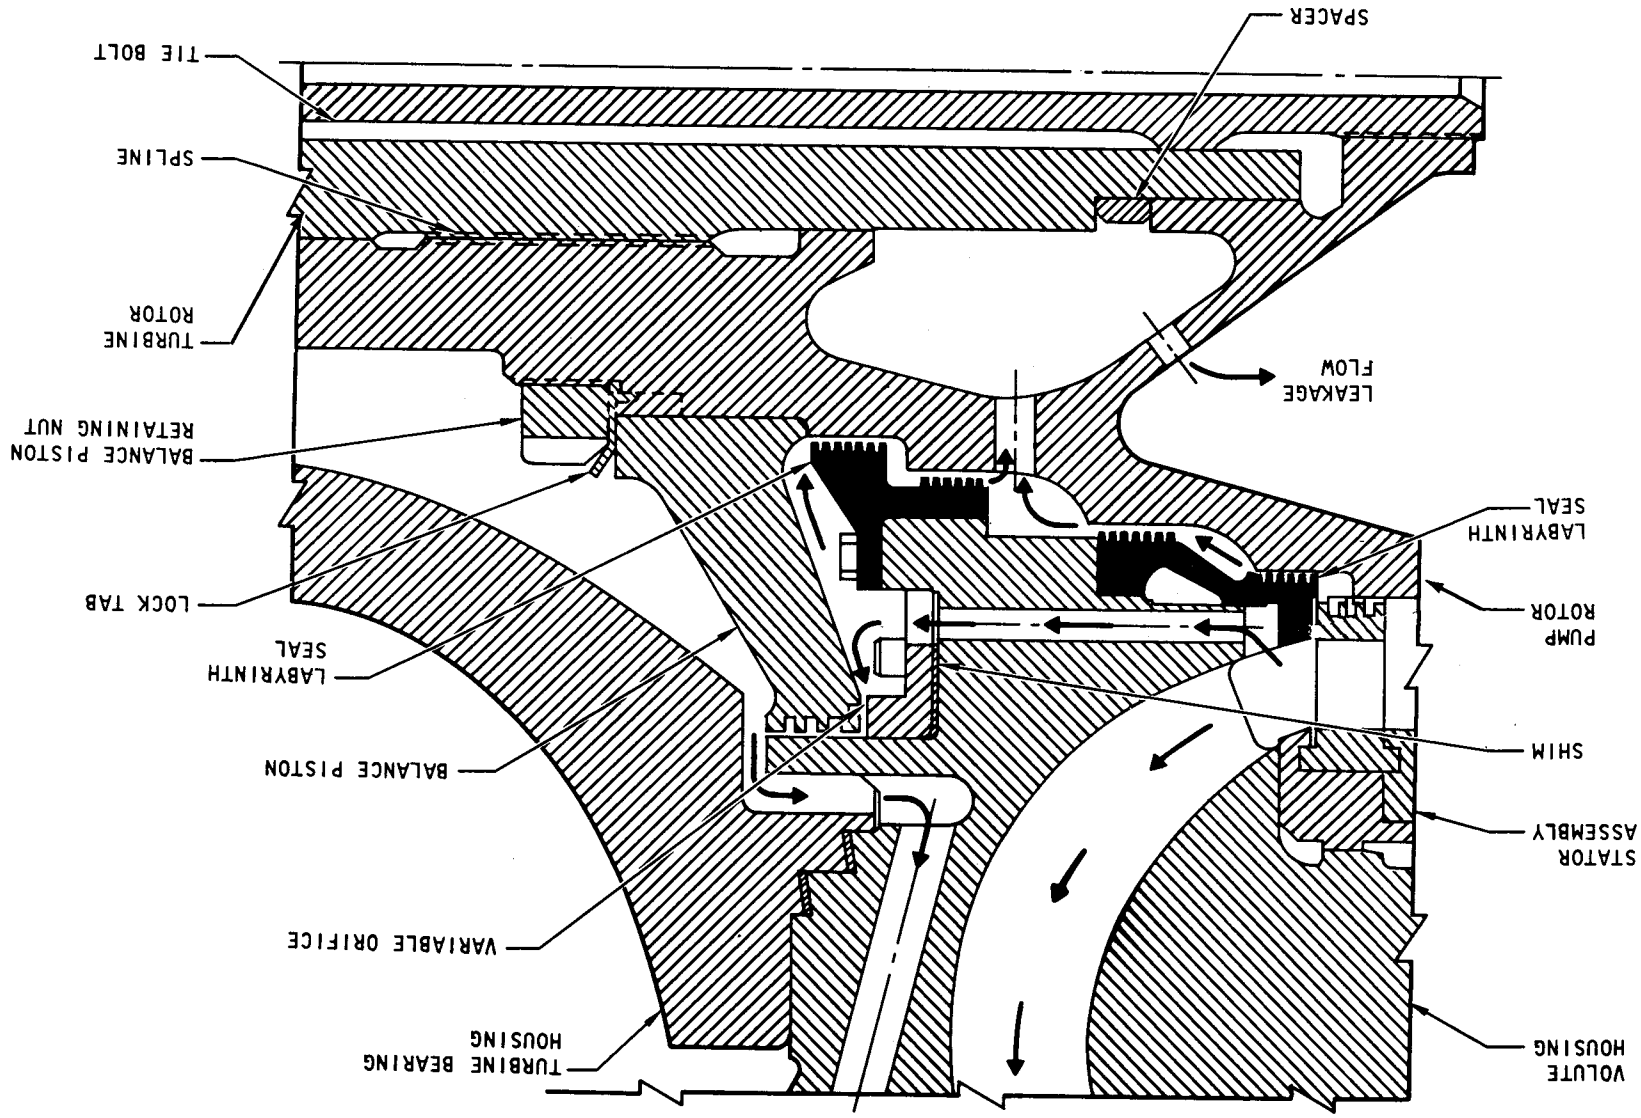 VOLUTE
HOUSING
STATOR
ASSEMBLY
SHIM
PUMP
ROTOR
LABYRINTH
SEAL
LEAKAGE
FLOW
SPACER
TURBINE BEARING
HOUSING
VARIABLE ORIFICE
BALANCE PISTON
LABYRINTH
SEAL
LOCK TAB
BALANCE PISTON
RETAINING NUT
TURBINE
ROTOR
SPLINE
TIE BOLT